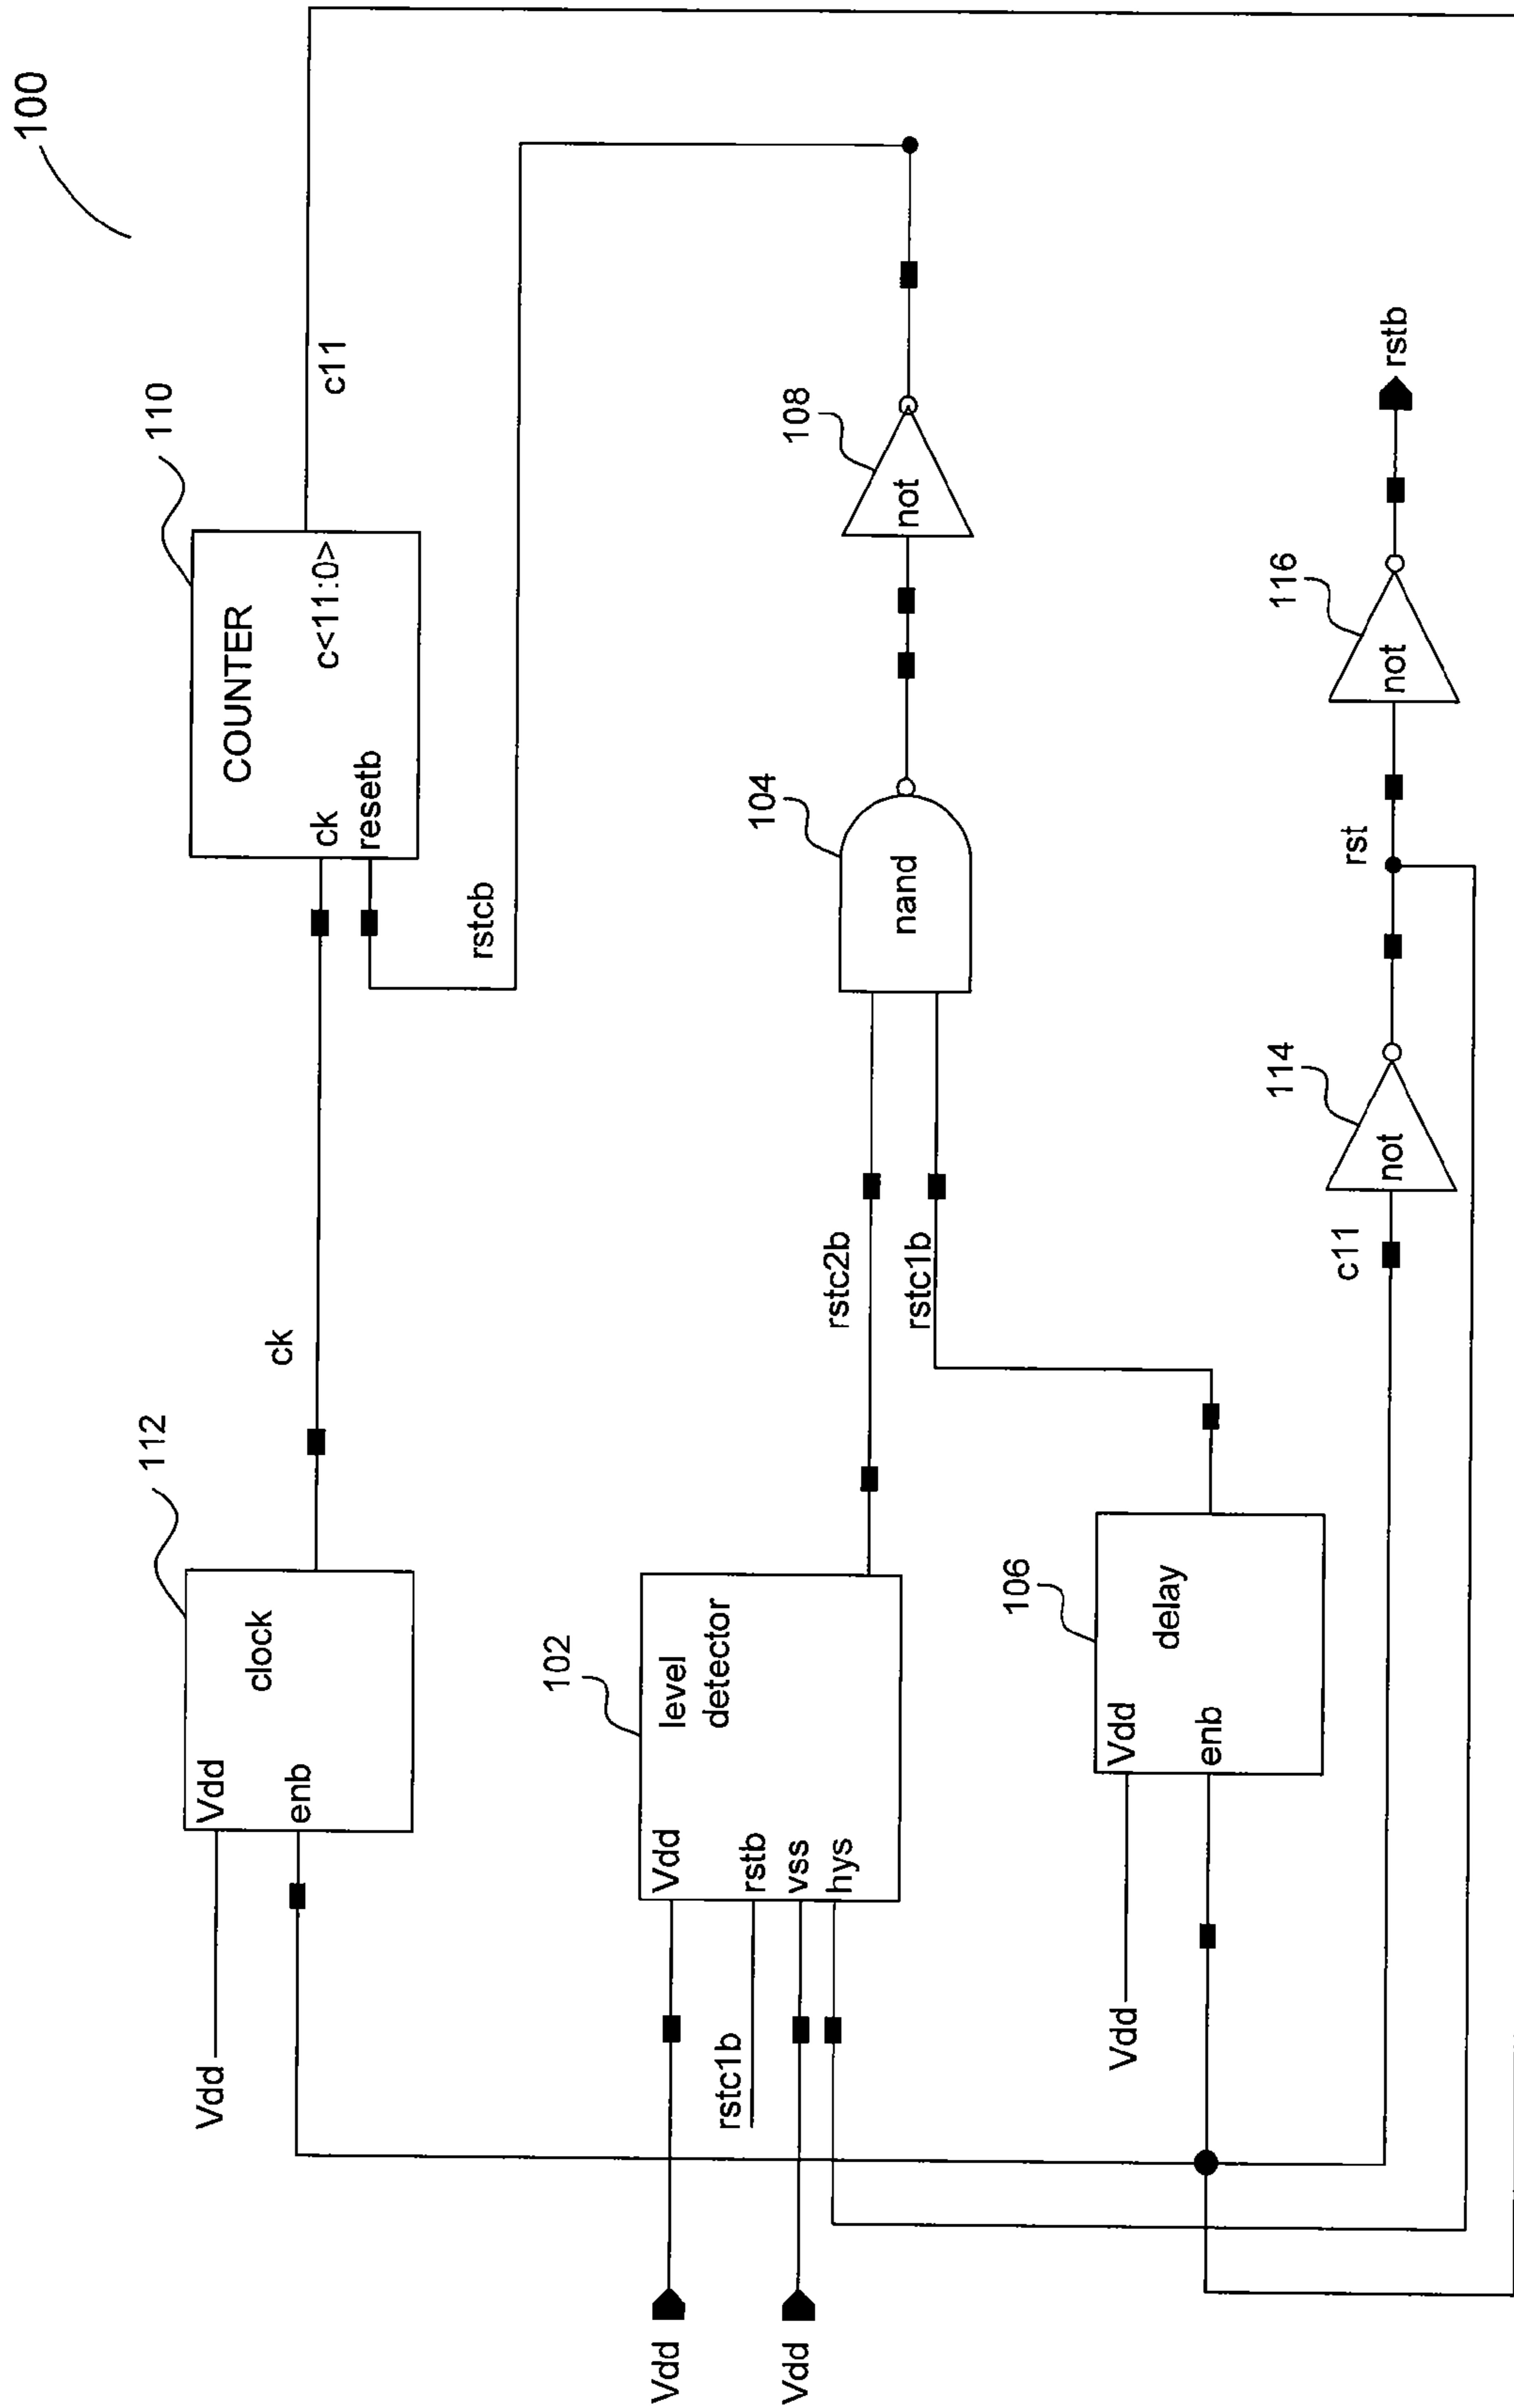 100
112
Vdd
Vdd
enb
clock
ck
110
COUNTER
ck
resetb
c<11:0>
c11
rstcb
102
Vdd
Vdd
level
detector
rstc1b
rstb
vss
Vdd
hys
rstc2b
rstc1b
104
nand
108
not
106
Vdd
Vdd
enb
delay
c11
114
not
rst
116
not
rstb